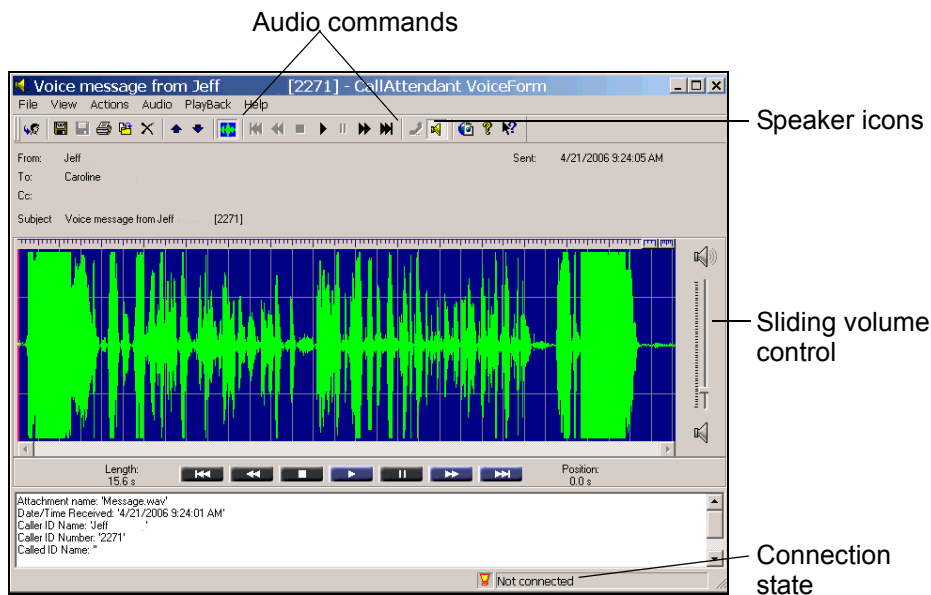 Audio commands
Voice message from Jeff [2271] - CallAttendant VoiceForm
File View Actions Audio PlayBack Help
Speaker icons
From: Jeff Sent: 4/21/2006 9:24:05 AM
To: Caroline
Cc:
Subject Voice message from Jeff [2271]
Sliding volume
control
Length: Position:
15.6 s 0.0 s
Attachment name: 'Message.wav'
Date/Time Received: '4/21/2006 9:24:01 AM'
Caller ID Name: 'Jeff '
Caller ID Number: '2271'
Called ID Name: ''
Not connected
Connection
state